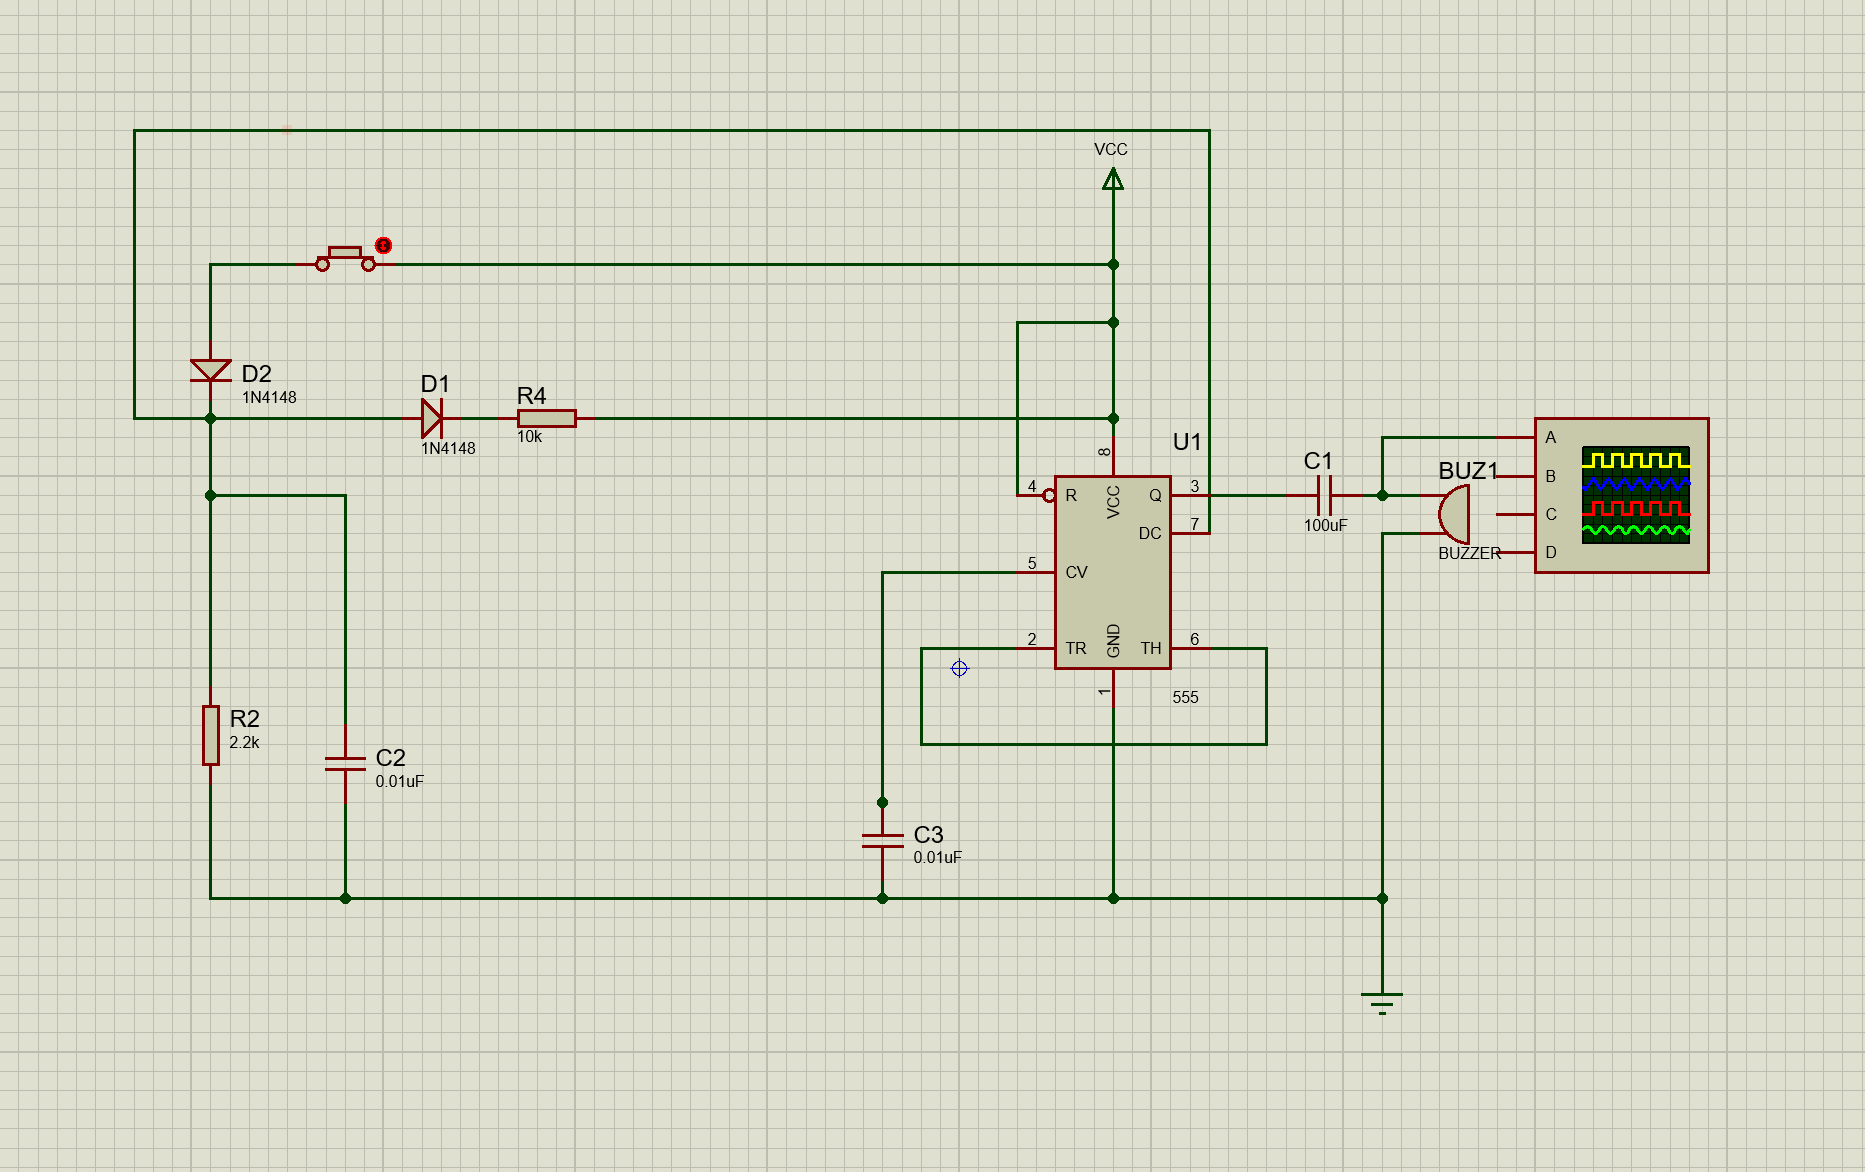 VCC
D2
1N4148
D1
1N4148
R4
10k
U1
8
4
R
VCC
Q
3
DC
7
5
CV
2
TR
GND
TH
6
1
555
C1
100uF
BUZ1
BUZZER
A
B
C
D
R2
2.2k
C2
0.01uF
C3
0.01uF